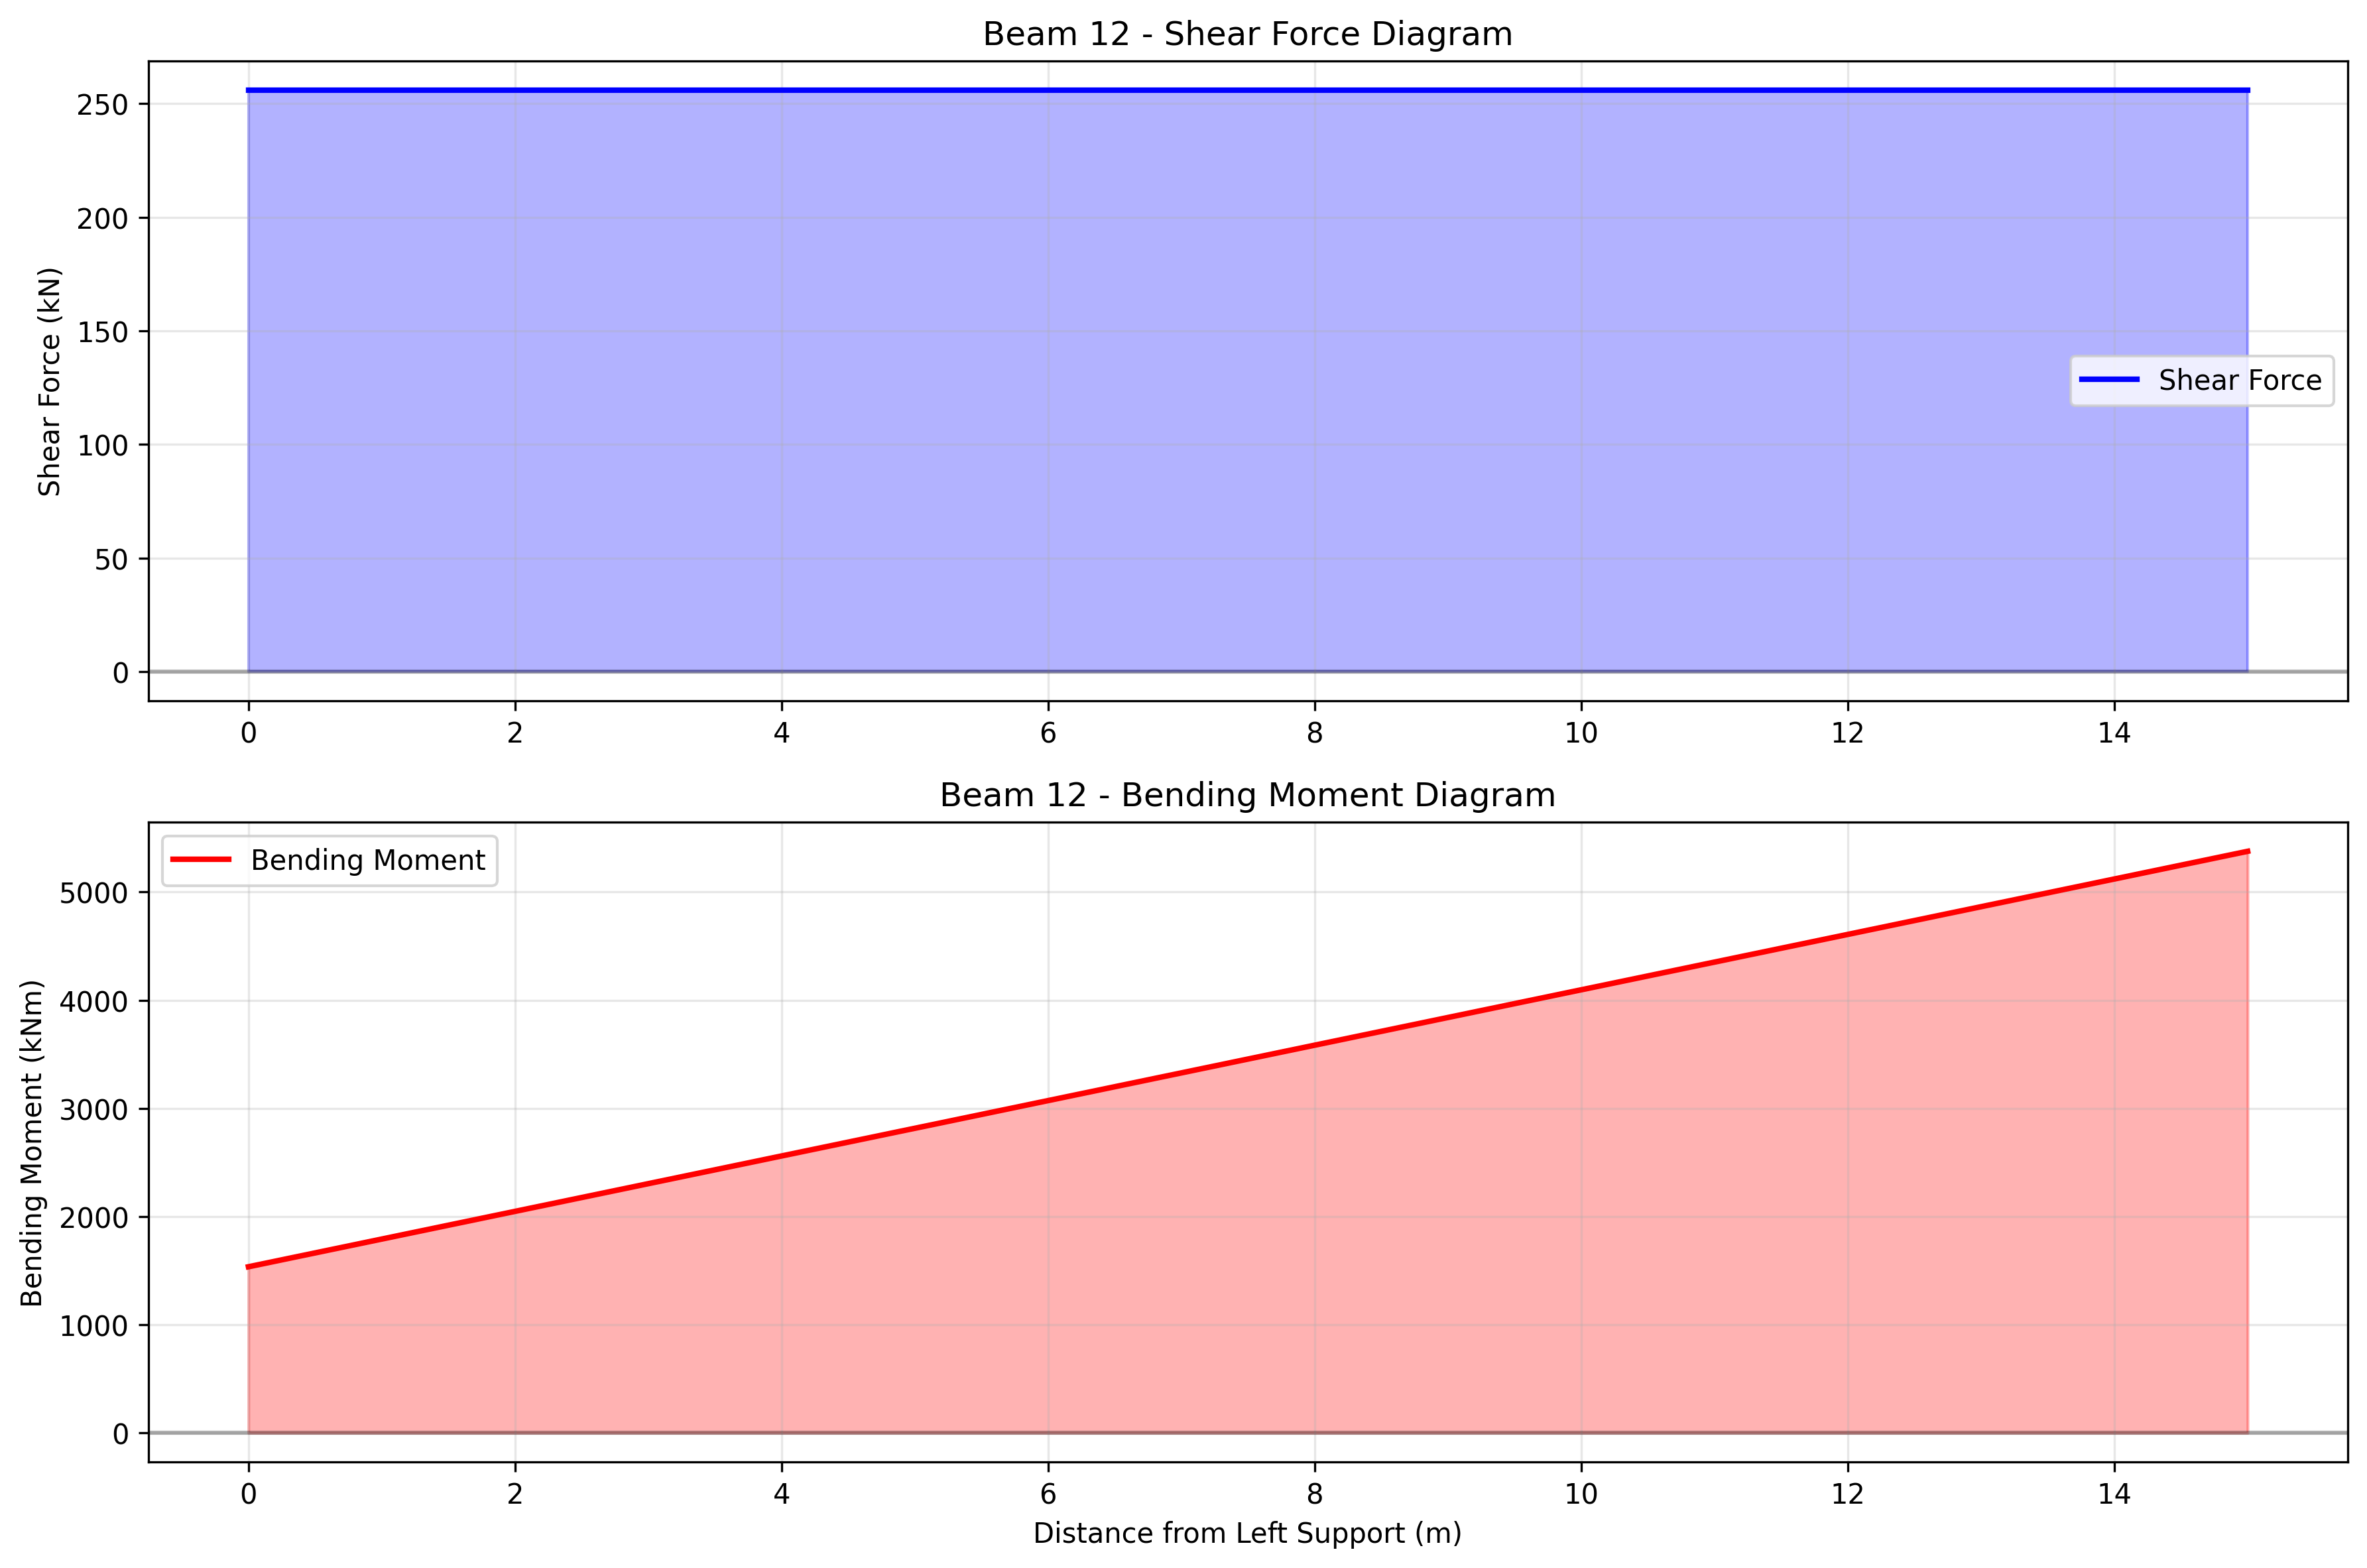 Beam 12 - Shear Force Diagram
Shear Force (kN)
250
200
150
100
50
0
Shear Force
0 2 4 6 8 10 12 14
Beam 12 - Bending Moment Diagram
Bending Moment (kNm)
Bending Moment
5000
4000
3000
2000
1000
0
0 2 4 6 8 10 12 14
Distance from Left Support (m)